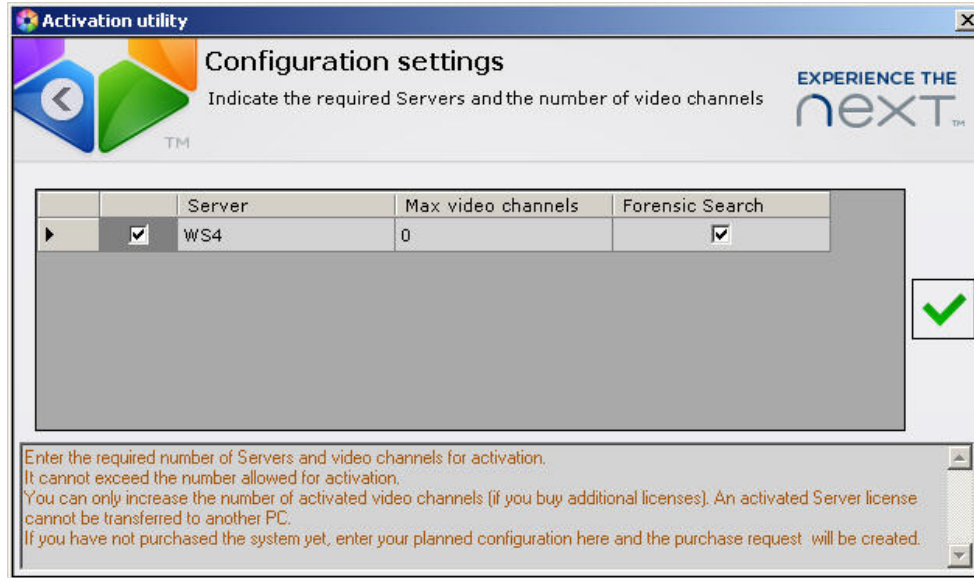 Activation utility
Configuration settings
Indicate the required Servers and the number of video channels
EXPERIENCE THE
next™
TM
Server Max video channels Forensic Search
WS4 0
Enter the required number of Servers and video channels for activation.
It cannot exceed the number allowed for activation.
You can only increase the number of activated video channels (if you buy additional licenses). An activated Server license
cannot be transferred to another PC.
If you have not purchased the system yet, enter your planned configuration here and the purchase request will be created.